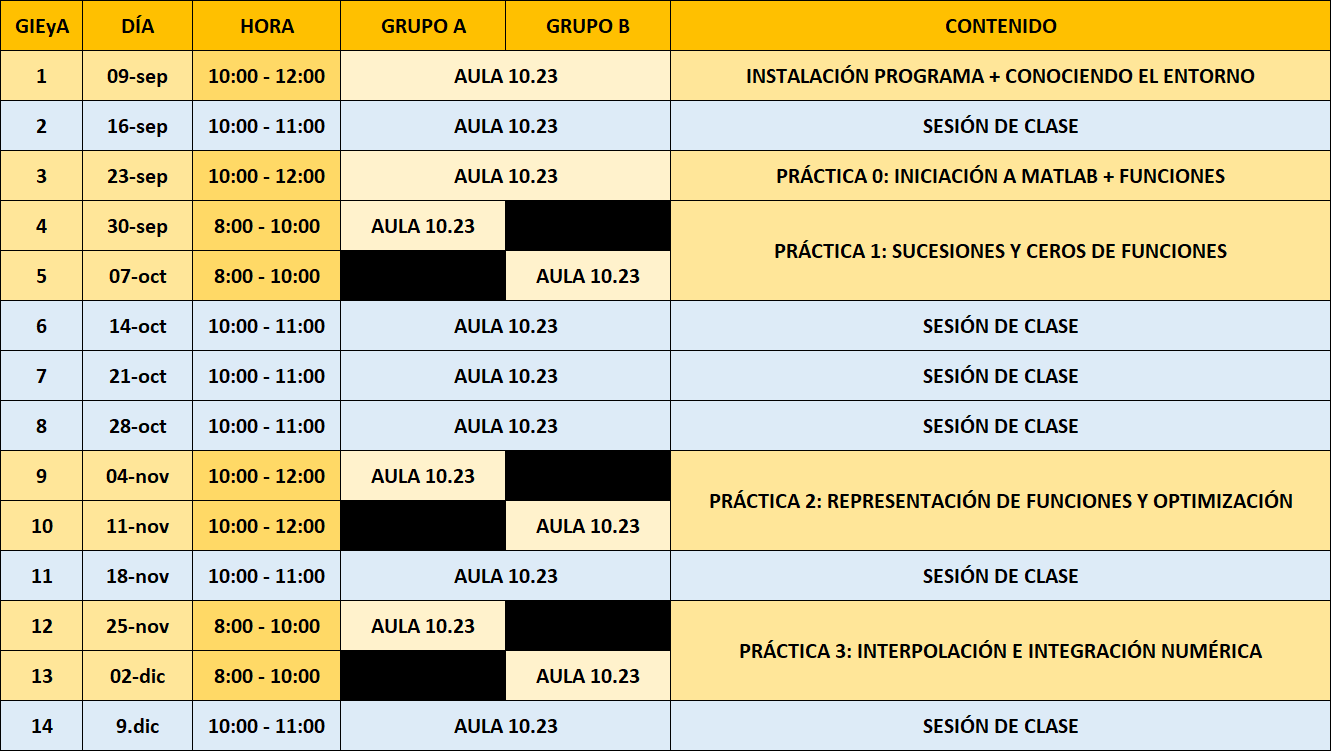 GIEyA DÍA HORA GRUPO A GRUPO B CONTENIDO
1 09-sep 10:00 - 12:00 AULA 10.23 INSTALACIÓN PROGRAMA + CONOCIENDO EL ENTORNO
2 16-sep 10:00 - 11:00 AULA 10.23 SESIÓN DE CLASE
3 23-sep 10:00 - 12:00 AULA 10.23 PRÁCTICA 0: INICIACIÓN A MATLAB + FUNCIONES
4 30-sep 8:00 - 10:00 AULA 10.23
PRÁCTICA 1: SUCESIONES Y CEROS DE FUNCIONES
5 07-oct 8:00 - 10:00 AULA 10.23
6 14-oct 10:00 - 11:00 AULA 10.23 SESIÓN DE CLASE
7 21-oct 10:00 - 11:00 AULA 10.23 SESIÓN DE CLASE
8 28-oct 10:00 - 11:00 AULA 10.23 SESIÓN DE CLASE
9 04-nov 10:00 - 12:00 AULA 10.23
PRÁCTICA 2: REPRESENTACIÓN DE FUNCIONES Y OPTIMIZACIÓN
10 11-nov 10:00 - 12:00 AULA 10.23
11 18-nov 10:00 - 11:00 AULA 10.23 SESIÓN DE CLASE
12 25-nov 8:00 - 10:00 AULA 10.23
PRÁCTICA 3: INTERPOLACIÓN E INTEGRACIÓN NUMÉRICA
13 02-dic 8:00 - 10:00 AULA 10.23
14 9.dic 10:00 - 11:00 AULA 10.23 SESIÓN DE CLASE